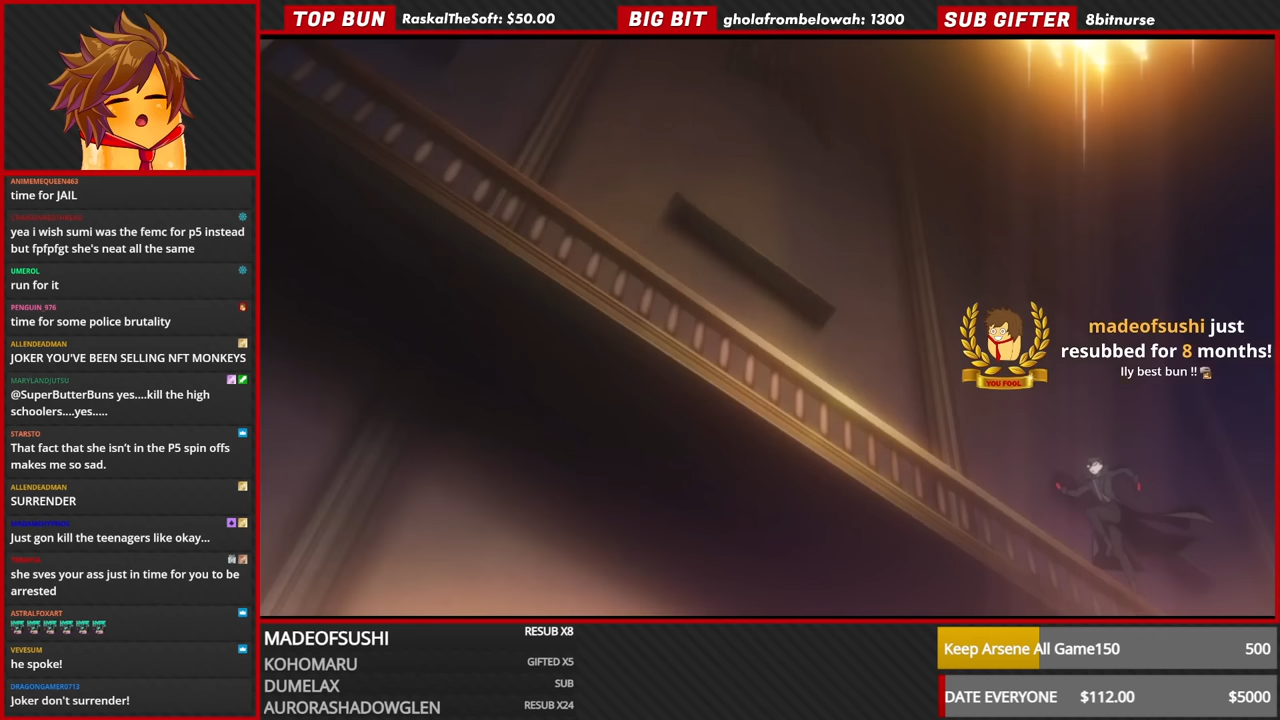 TOP BUN
RaskalTheSoft: $50.00
BIG BIT
gholafrombelowah: 1300
SUB GIFTER
8bitnurse
ANIMEMEQUEEN463
time for JAIL
yea i wish sumi was the femc for p5 instead
but fpfpfgt she's neat all the same
UMEROL
run for it
PENGUIN_976
time for some police brutality
ALLENDEADMAN
JOKER YOU'VE BEEN SELLING NFT MONKEYS
MARYLANDJUTSU
@SuperButterBuns yes....kill the high
schoolers....yes.....
STARSTO
That fact that she isn't in the P5 spin offs
makes me so sad.
ALLENDEADMAN
SURRENDER
Just gon kill the teenagers like okay...
she sves your ass just in time for you to be
arrested
ASTRALFOXART
VEVESUM
he spoke!
DRAGONGAMER0713
Joker don't surrender!
YOU FOOL
madeofsushi just
resubbed for 8 months!
Ily best bun !!
MADEOFSUSHI
RESUB X8
KOHOMARU
GIFTED X5
DUMELAX
SUB
AURORASHADOWGLEN
RESUB X24
Keep Arsene All Game150
500
DATE EVERYONE
$112.00
$5000